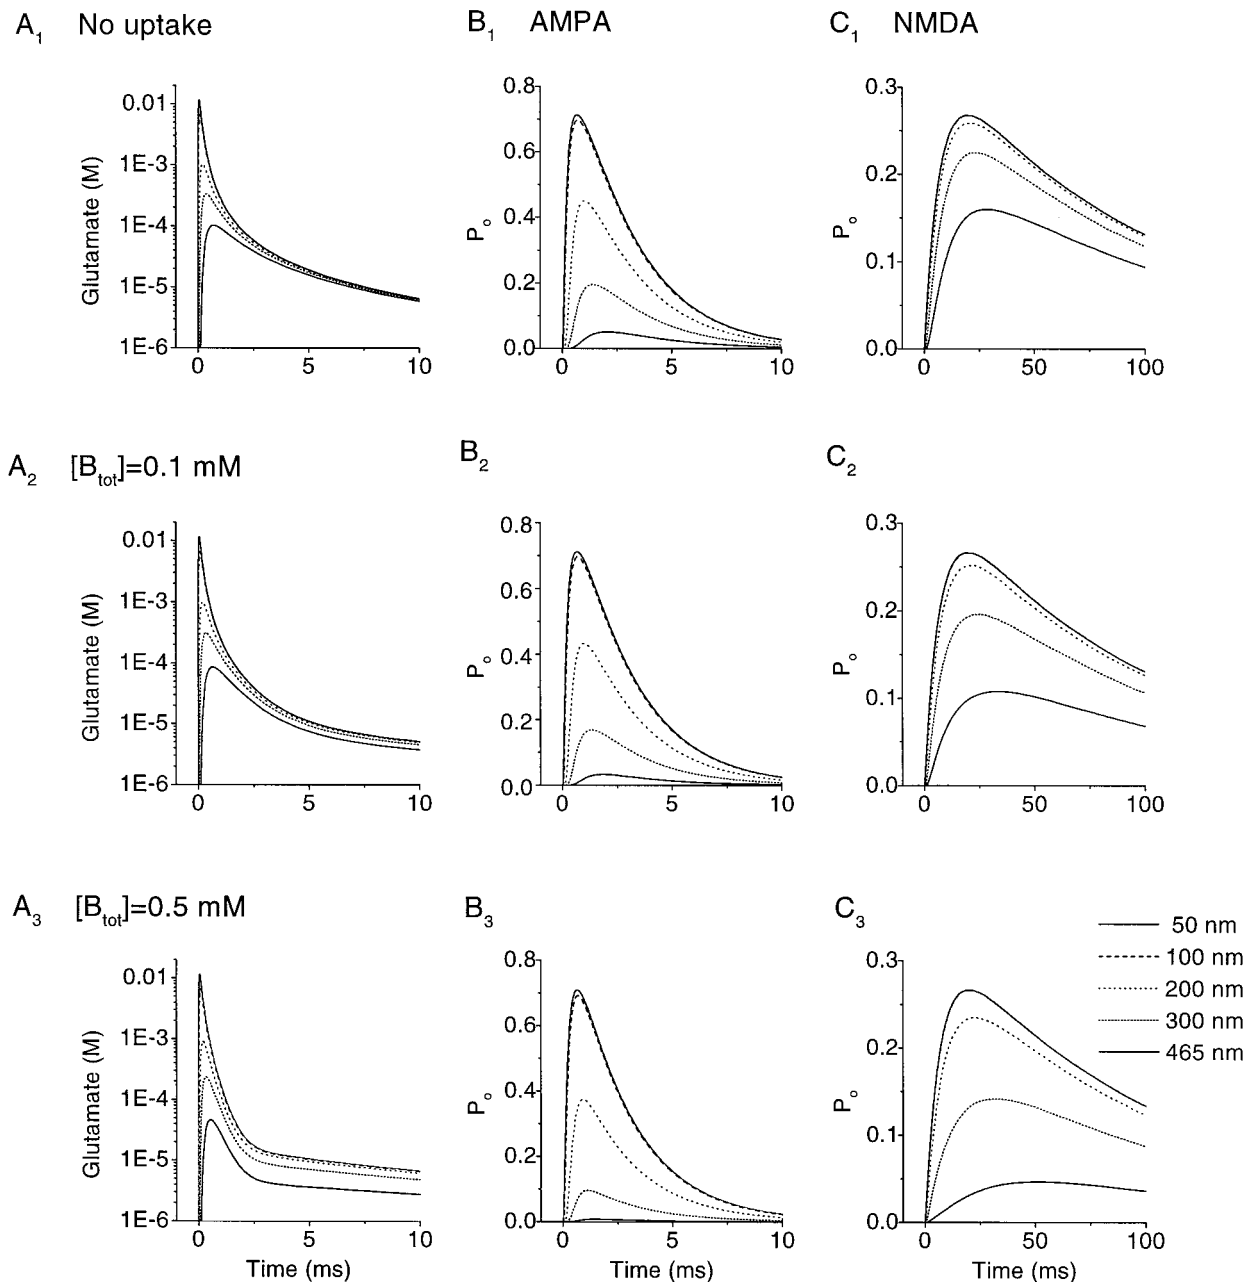 A1 No uptake
B1 AMPA
C1 NMDA
0.01
1E-3
1E-4
1E-5
1E-6
Glutamate (M)
0 5 10
0.8
0.6
0.4
0.2
0.0
Po
0 5 10
0.3
0.2
0.1
0.0
Po
0 50 100
A2 [Btot]=0.1 mM
B2
C2
0.01
1E-3
1E-4
1E-5
1E-6
Glutamate (M)
0 5 10
0.8
0.6
0.4
0.2
0.0
Po
0 5 10
0.3
0.2
0.1
0.0
Po
0 50 100
A3 [Btot]=0.5 mM
B3
C3
0.01
1E-3
1E-4
1E-5
1E-6
Glutamate (M)
0 5 10
Time (ms)
0.8
0.6
0.4
0.2
0.0
Po
0 5 10
Time (ms)
0.3
0.2
0.1
0.0
Po
0 50 100
Time (ms)
50 nm
100 nm
200 nm
300 nm
465 nm